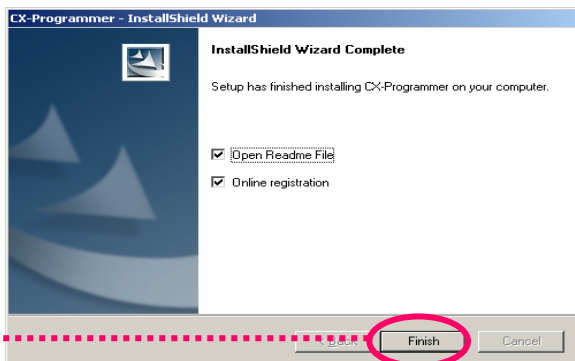 CX-Programmer - InstallShield Wizard
InstallShield Wizard Complete
Setup has finished installing CX-Programmer on your computer.
Open Readme File
Online registration
< Back
Finish
Cancel